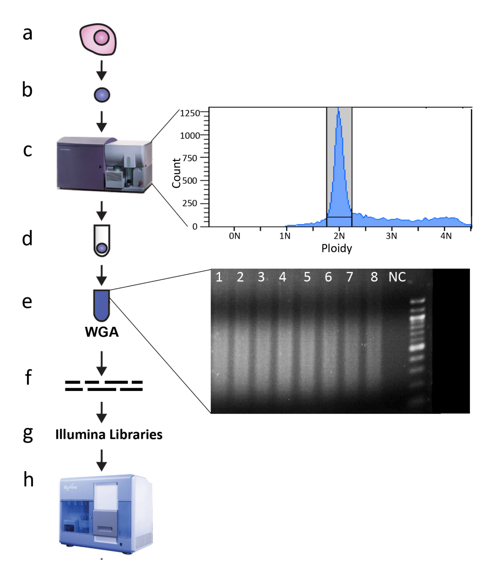 a
b
c
1250
1000
750
500
250
0
Count
0N
1N
2N
3N
4N
Ploidy
d
e
WGA
1 2 3 4 5 6 7 8 NC
f
g
Illumina Libraries
h